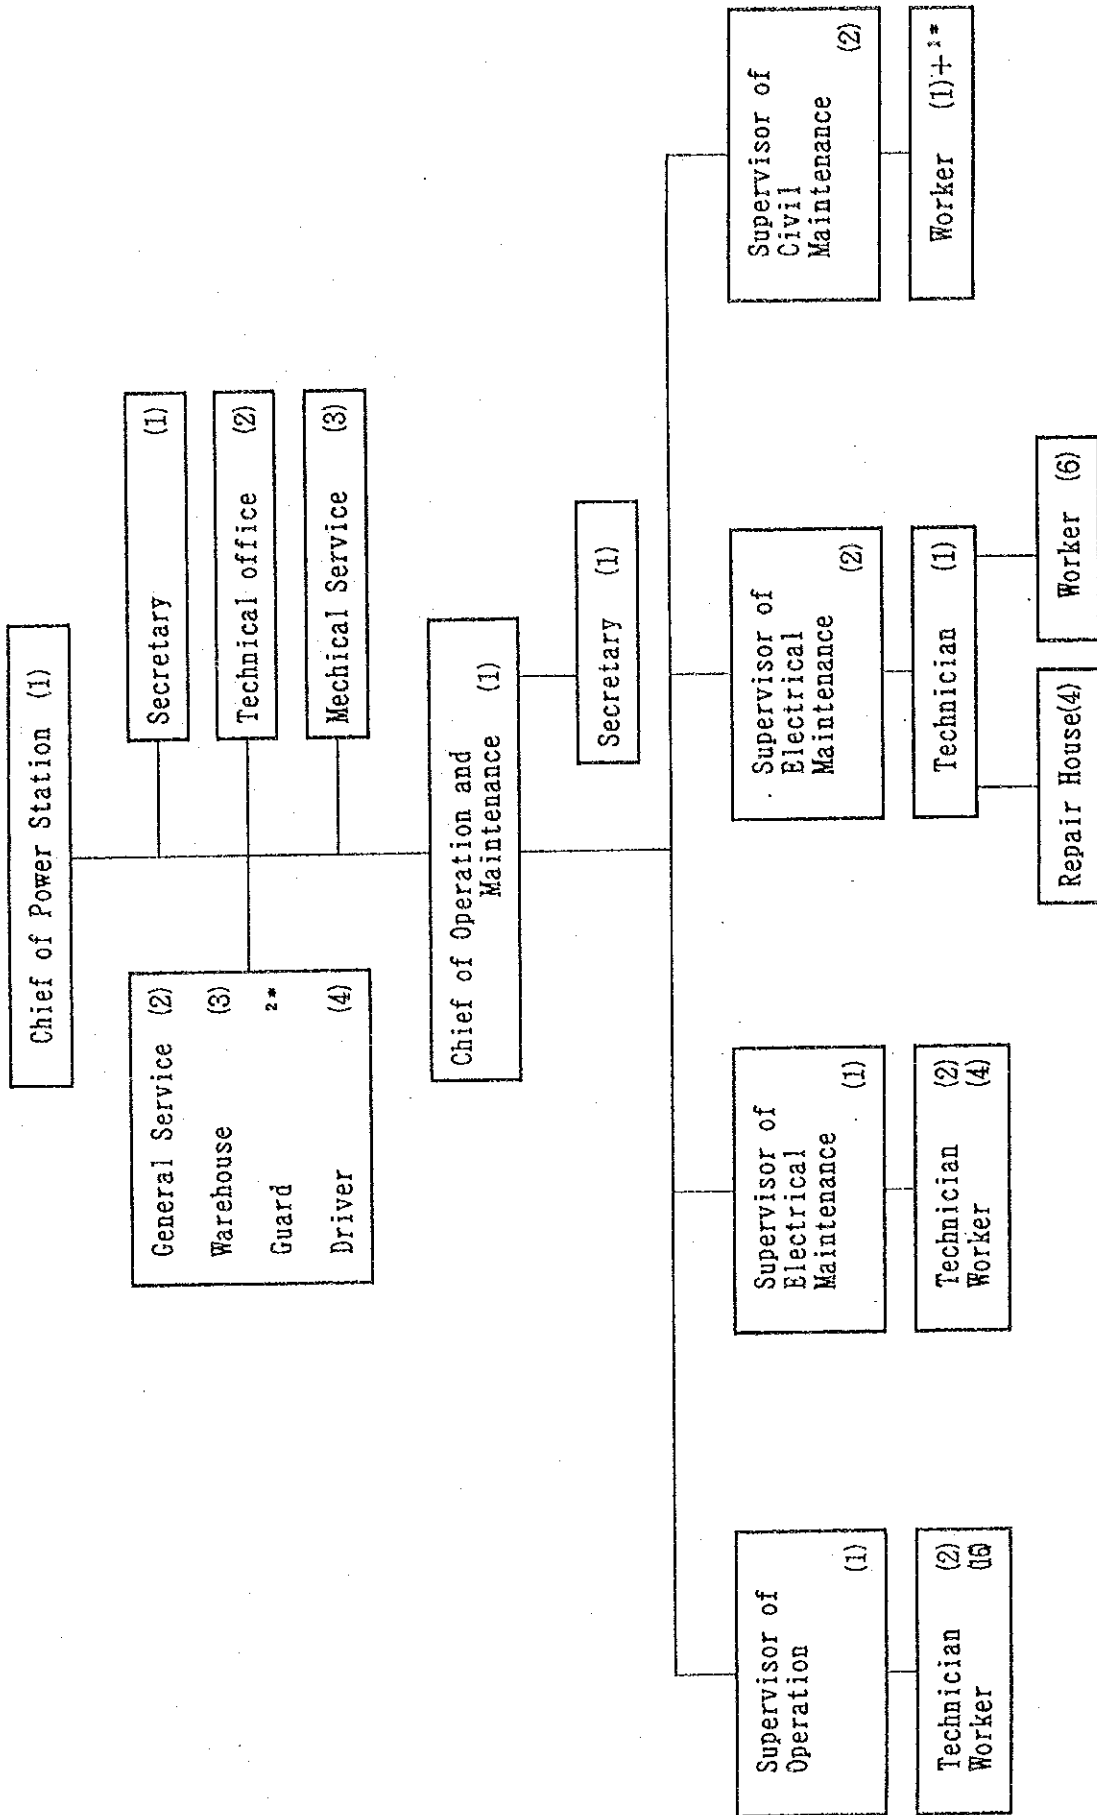 Chief of Power Station (1)
General Service (2)
Warehouse (3)
Guard 2*
Driver (4)
Secretary (1)
Technical office (2)
Mechical Service (3)
Chief of Operation and
Maintenance (1)
Secretary (1)
Supervisor of
Operation
(1)
Technician (2)
Worker (16)
Supervisor of
Electrical
Maintenance
(1)
Technician (2)
Worker (4)
Supervisor of
Electrical
Maintenance
(2)
Technician (1)
Repair House(4)
Worker (6)
Supervisor of
Civil
Maintenance
(2)
Worker (1)+1*